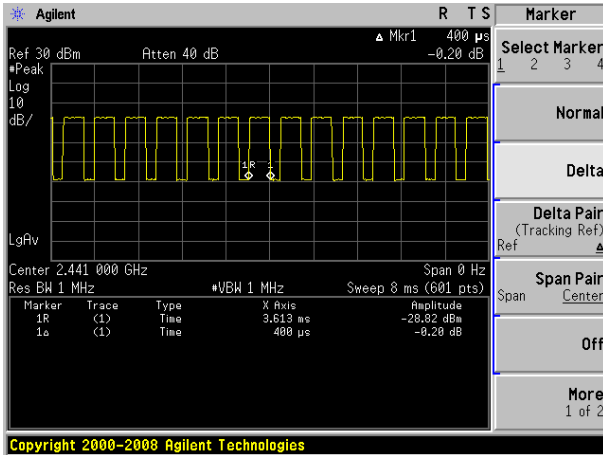 Agilent R T S
Marker
Δ Mkr1 400 µs
Ref 30 dBm Atten 40 dB -0.20 dB
#Peak
Log
10
dB/
1R 1
LgAv
Center 2.441 000 GHz Span 0 Hz
Res BW 1 MHz #VBW 1 MHz Sweep 8 ms (601 pts)
Marker Trace Type X Axis Amplitude
1R (1) Time 3.613 ms -28.82 dBm
1Δ (1) Time 400 µs -0.20 dB
Select Marker
1 2 3 4
Normal
Delta
Delta Pair
(Tracking Ref)
Ref Δ
Span Pair
Span Center
Off
More
1 of 2
Copyright 2000-2008 Agilent Technologies